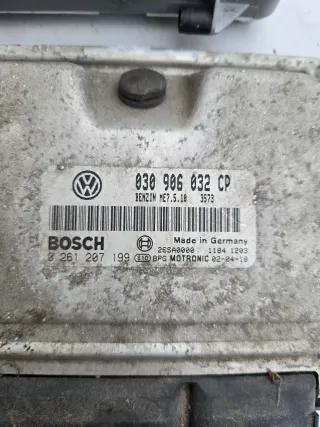 030 906 032 CP
BENZIN ME7.5.10 3573
BOSCH
Made in Germany
26SA0000 1184 1203
0 261 207 199 E10 BPG MOTRONIC 02-04-10